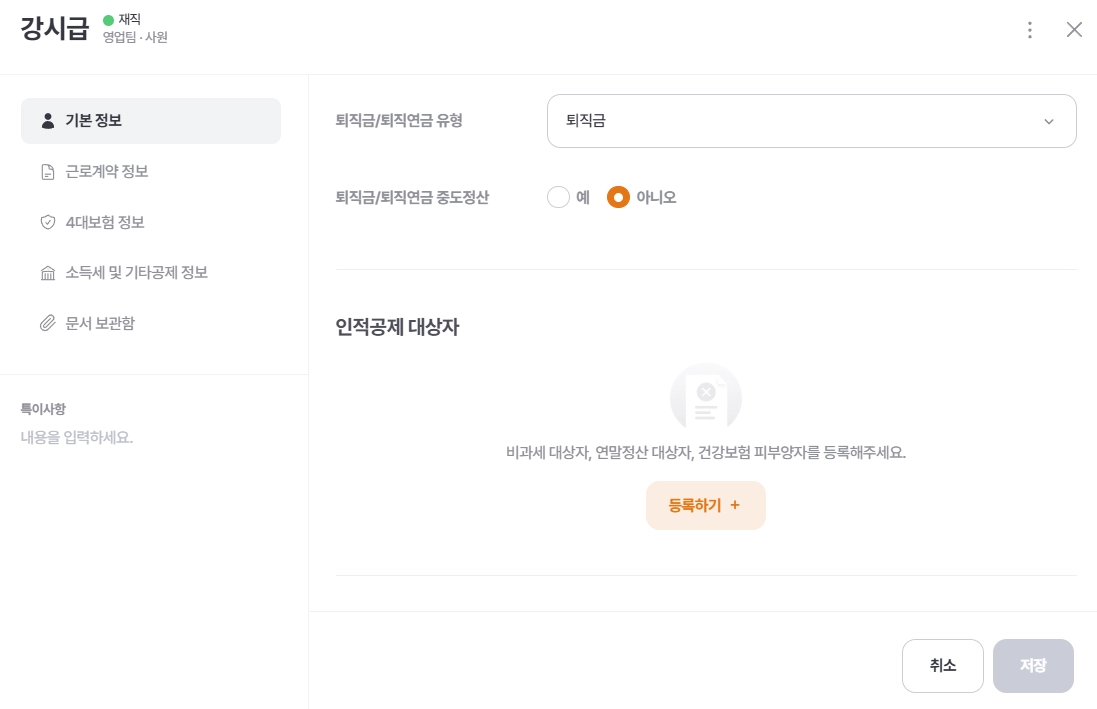 강시급
재직
영업팀 · 사원
기본 정보
근로계약 정보
4대보험 정보
소득세 및 기타공제 정보
문서 보관함
특이사항
내용을 입력하세요.
퇴직금/퇴직연금 유형
퇴직금
퇴직금/퇴직연금 중도정산
예
아니오
인적공제 대상자
비과세 대상자, 연말정산 대상자, 건강보험 피부양자를 등록해주세요.
등록하기 +
취소
저장